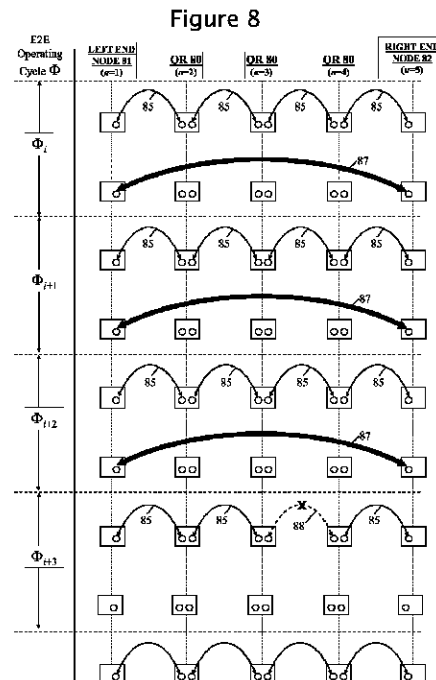 Figure 8
E2E
Operating
Cycle Φ
LEFT END
NODE 81
(n=1)
QR 80
(n=2)
QR 80
(n=3)
QR 80
(n=4)
RIGHT END
NODE 82
(n=5)
85 85 85 85
Φi
87
85 85 85 85
Φi+1
87
85 85 85 85
Φi+2
87
X
85 85 88 85
Φi+3